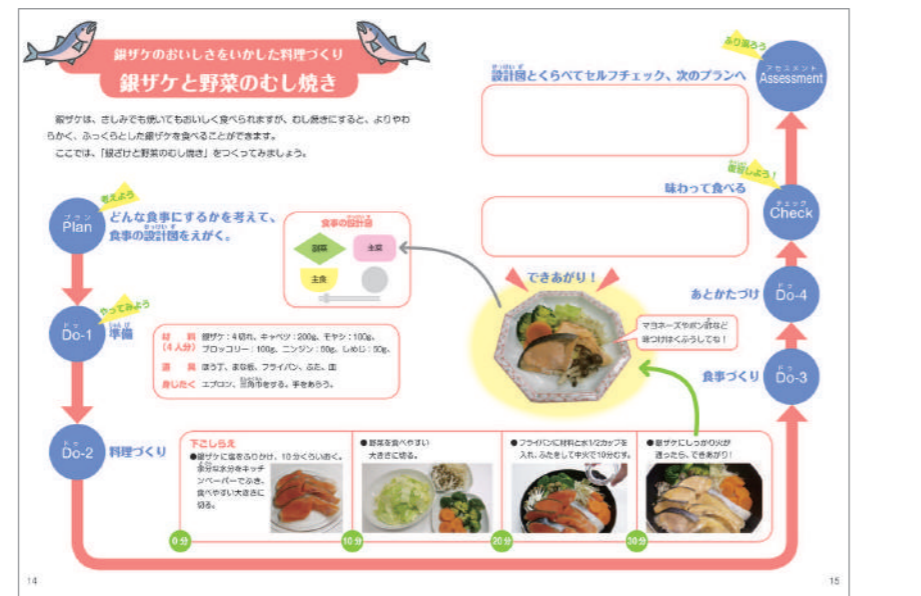 銀ザケのおいしさをいかした料理づくり
銀ザケと野菜のむし焼き
銀ザケは、さしみでも焼いてもおいしく食べられますが、むし焼きにすると、よりやわ
らかく、ふっくらとした銀ザケを食べることができます。
ここでは、「銀ざけと野菜のむし焼き」をつくってみましょう。
考えよう
プラン
Plan
どんな食事にするかを考えて、
食事の設計図をえがく。
食事の設計図
副菜
主菜
主食
やってみよう
ドゥ
Do-1
準備
材料
(4人分)
銀ザケ:4切れ、キャベツ:200g、モヤシ:100g、
ブロッコリー:100g、ニンジン:50g、しめじ:50g、
道具
ほう丁、まな板、フライパン、ふた、皿
身じたく
エプロン、三角巾をする。手をあらう。
ドゥ
Do-2
料理づくり
下ごしらえ
●銀ザケに塩をふりかけ、10分くらいおく。
余分な水分をキッチ
ンペーパーでふき、
食べやすい大きさに
切る。
●野菜を食べやすい
大きさに切る。
●フライパンに材料と水1/2カップを
入れ、ふたをして中火で10分むす。
●銀ザケにしっかり火が
通ったら、できあがり!
0分
10分
20分
30分
できあがり!
マヨネーズやポン酢など
味つけはくふうしてね!
ドゥ
Do-3
食事づくり
ドゥ
Do-4
あとかたづけ
チェック
Check
味わって食べる
ふり返ろう
アセスメント
Assessment
設計図とくらべてセルフチェック、次のプランへ
14
15